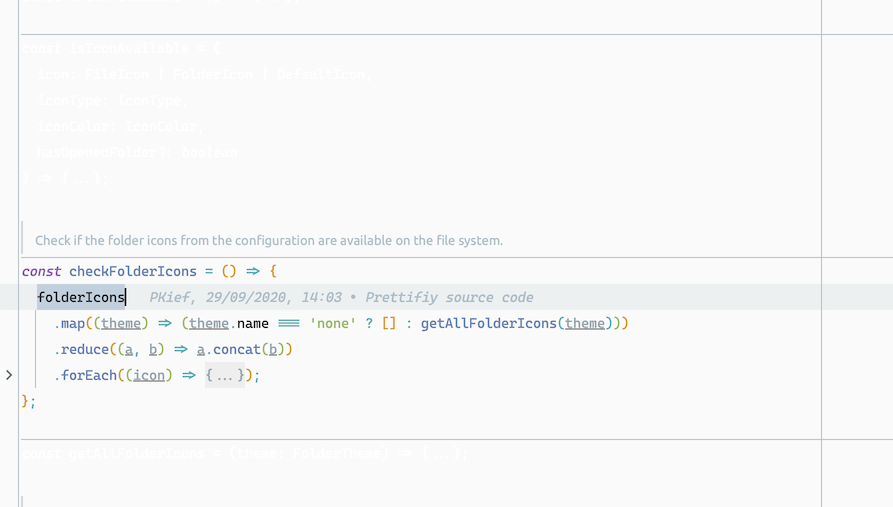 const isIconAvailable = (
icon: FileIcon | FolderIcon | DefaultIcon,
iconType: IconType,
iconColor: IconColor,
hasOpenedFolder?: boolean
) => {...};
Check if the folder icons from the configuration are available on the file system.
const checkFolderIcons = () => {
folderIcons PKief, 29/09/2020, 14:03 • Prettifiy source code
.map((theme) => (theme.name === 'none' ? [] : getAllFolderIcons(theme)))
.reduce((a, b) => a.concat(b))
.forEach((icon) => {...});
};
const getAllFolderIcons = (theme: FolderTheme) => {...};